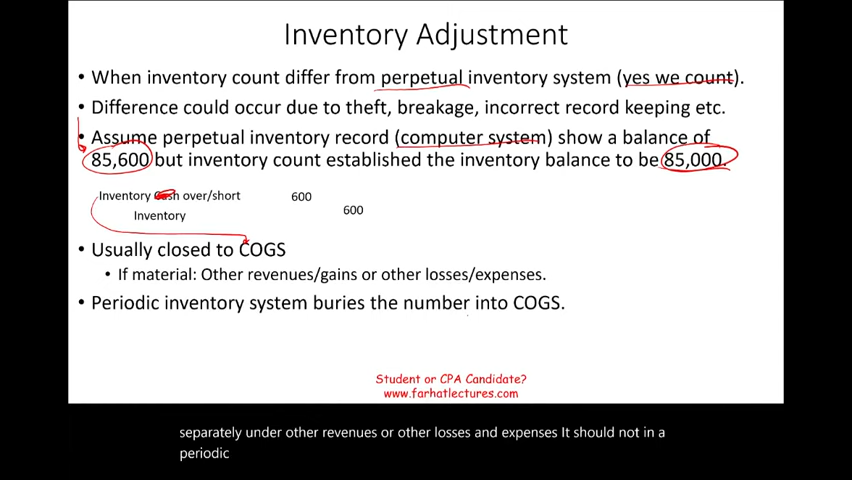 Inventory Adjustment
• When inventory count differ from perpetual inventory system (yes we count).
• Difference could occur due to theft, breakage, incorrect record keeping etc.
• Assume perpetual inventory record (computer system) show a balance of
85,600 but inventory count established the inventory balance to be 85,000.
Inventory Cash over/short 600
Inventory 600
• Usually closed to COGS
• If material: Other revenues/gains or other losses/expenses.
• Periodic inventory system buries the number into COGS.
Student or CPA Candidate?
www.farhatlectures.com
separately under other revenues or other losses and expenses It should not in a
periodic